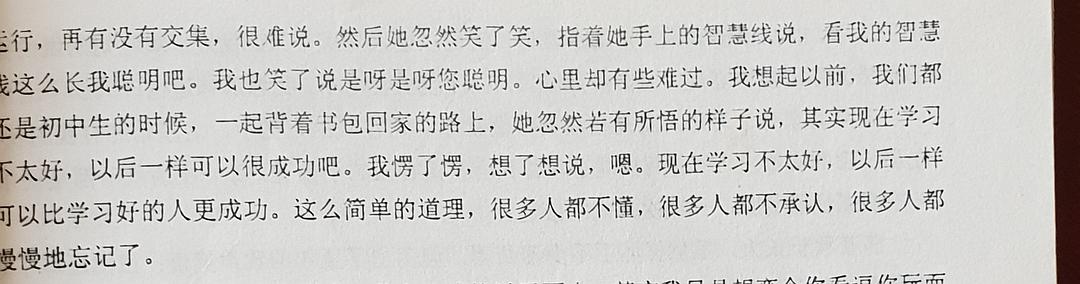 运行，再有没有交集，很难说。然后她忽然笑了笑，指着她手上的智慧线说，看我的智慧
线这么长我聪明吧。我也笑了说是呀是呀您聪明。心里却有些难过。我想起以前，我们都
还是初中生的时候，一起背着书包回家的路上，她忽然若有所悟的样子说，其实现在学习
不太好，以后一样可以很成功吧。我愣了愣，想了想说，嗯。现在学习不太好，以后一样
可以比学习好的人更成功。这么简单的道理，很多人都不懂，很多人都不承认，很多人都
慢慢地忘记了。